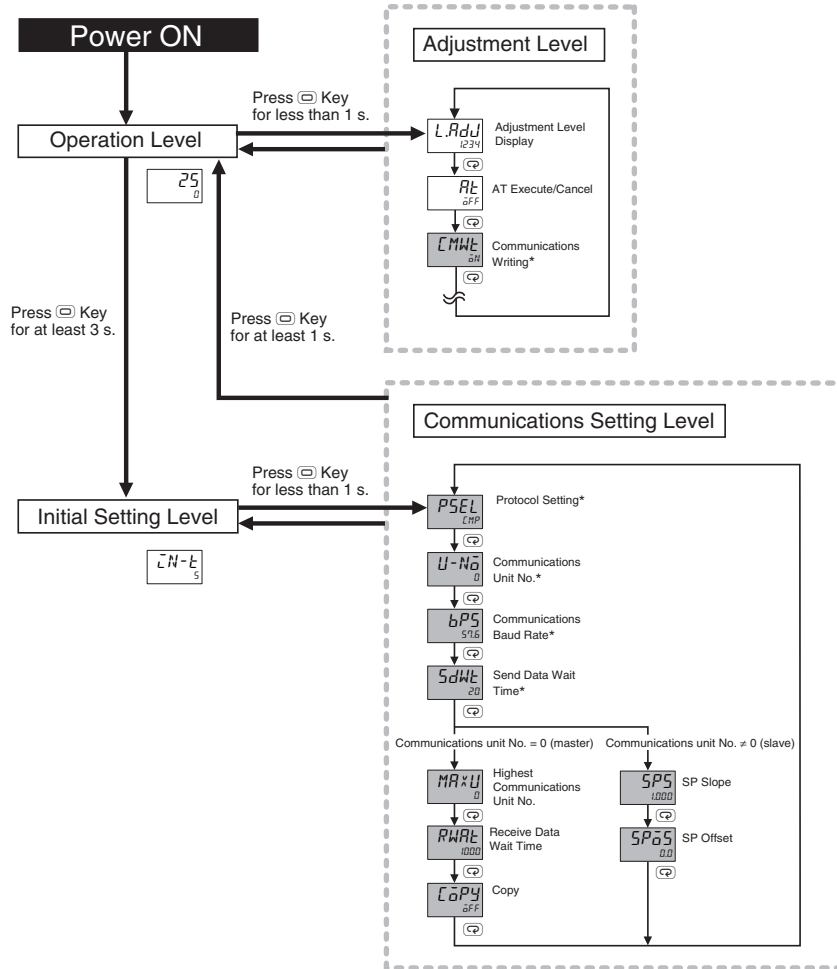 Power ON
Adjustment Level
Press Key
for less than 1 s.
Operation Level
25
0
L.AdJ
1234
Adjustment Level
Display
At
oFF
AT Execute/Cancel
CMWt
oN
Communications
Writing*
Press Key
for at least 3 s.
Press Key
for at least 1 s.
Communications Setting Level
Press Key
for less than 1 s.
Initial Setting Level
iN-t
5
PSEL
CMP
Protocol Setting*
U-No
0
Communications
Unit No.*
bPS
57.6
Communications
Baud Rate*
SdWt
20
Send Data Wait
Time*
Communications unit No. = 0 (master)
Communications unit No. ≠ 0 (slave)
MAxU
0
Highest
Communications
Unit No.
SPS
1.000
SP Slope
RWAt
1000
Receive Data
Wait Time
SPoS
0.0
SP Offset
CoPY
oFF
Copy